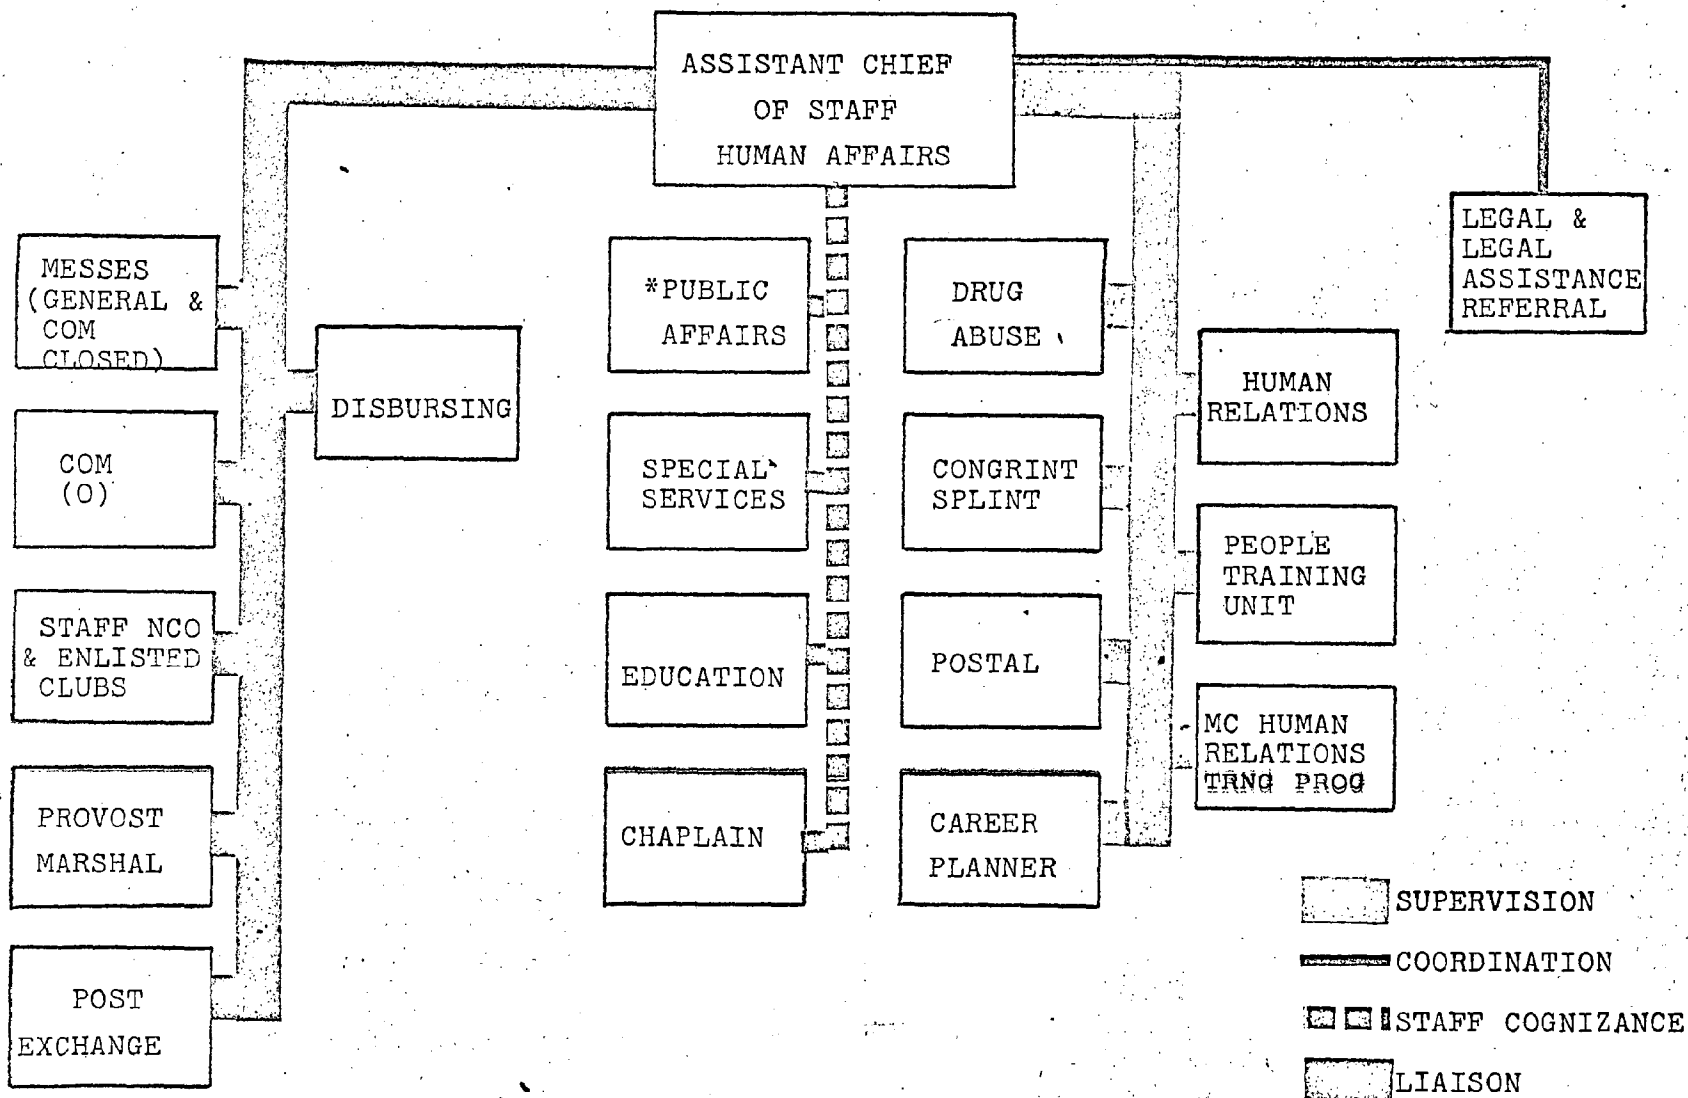 ASSISTANT CHIEF
OF STAFF
HUMAN AFFAIRS
LEGAL &
LEGAL
ASSISTANCE
REFERRAL
MESSES
(GENERAL &
COM
CLOSED)
DISBURSING
COM
(O)
STAFF NCO
& ENLISTED
CLUBS
PROVOST
MARSHAL
POST
EXCHANGE
*PUBLIC
AFFAIRS
SPECIAL
SERVICES
EDUCATION
CHAPLAIN
DRUG
ABUSE
CONGRINT
SPLINT
POSTAL
CAREER
PLANNER
HUMAN
RELATIONS
PEOPLE
TRAINING
UNIT
MC HUMAN
RELATIONS
TRNG PROG
SUPERVISION
COORDINATION
STAFF COGNIZANCE
LIAISON